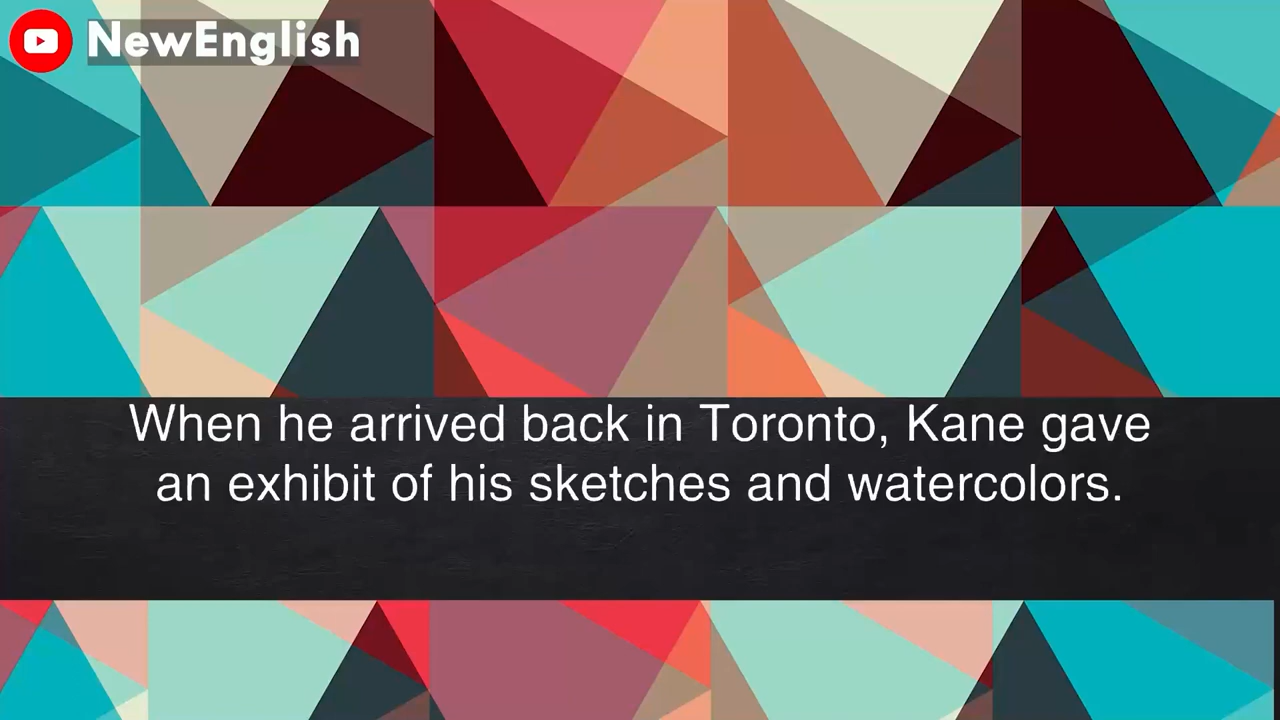 NewEnglish
When he arrived back in Toronto, Kane gave
an exhibit of his sketches and watercolors.